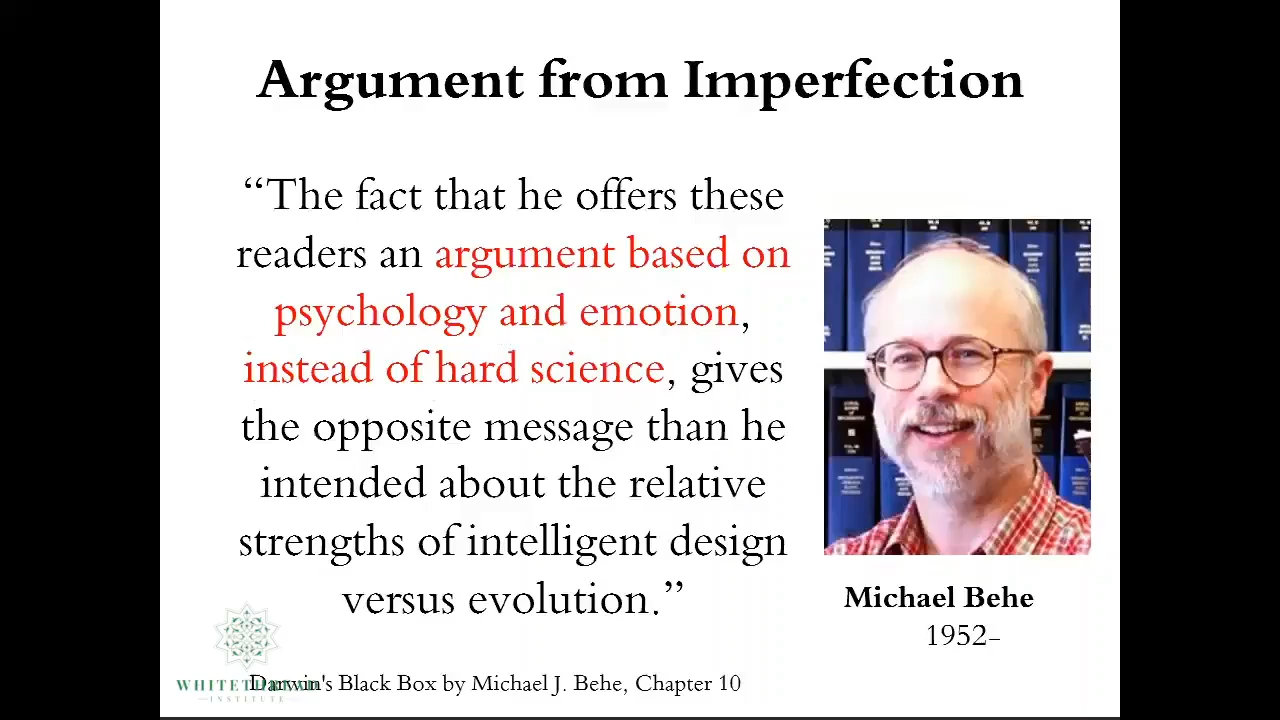 Argument from Imperfection
“The fact that he offers these
readers an argument based on
psychology and emotion,
instead of hard science, gives
the opposite message than he
intended about the relative
strengths of intelligent design
versus evolution.”
Michael Behe
1952–
Darwin's Black Box by Michael J. Behe, Chapter 10
WHITETHREAD
INSTITUTE